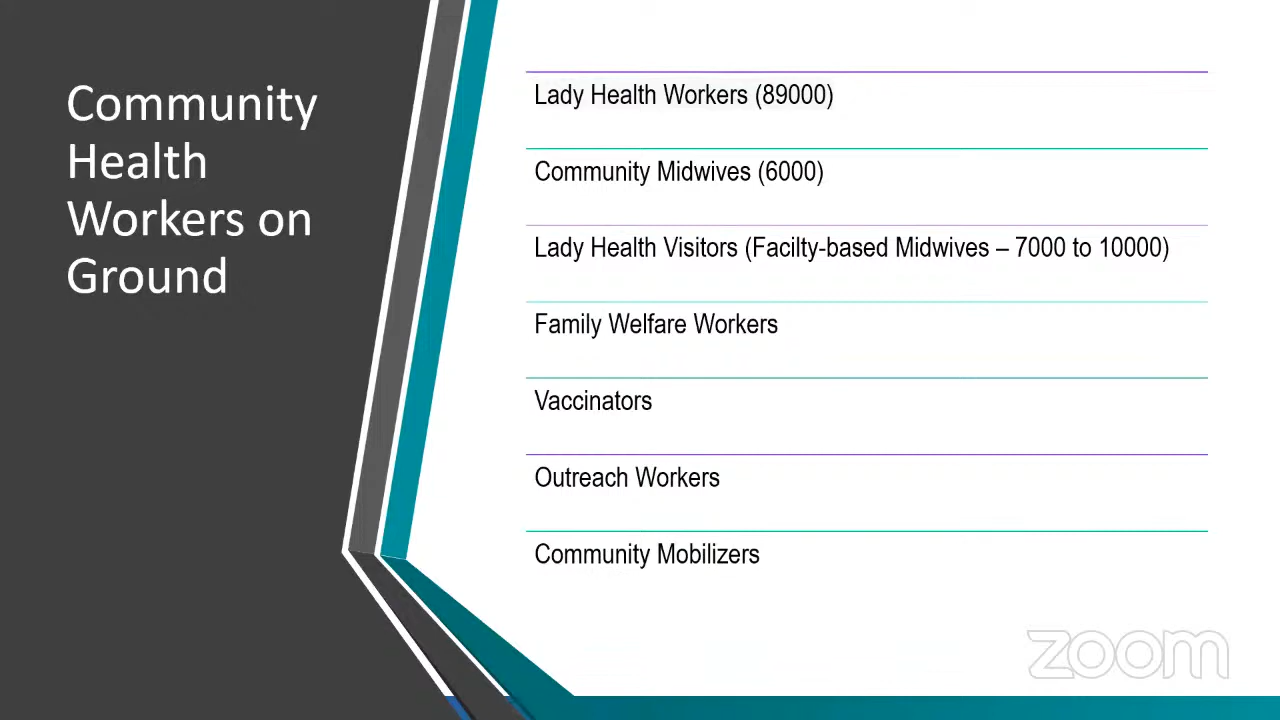 Community
Health
Workers on
Ground
Lady Health Workers (89000)
Community Midwives (6000)
Lady Health Visitors (Facilty-based Midwives – 7000 to 10000)
Family Welfare Workers
Vaccinators
Outreach Workers
Community Mobilizers
zoom